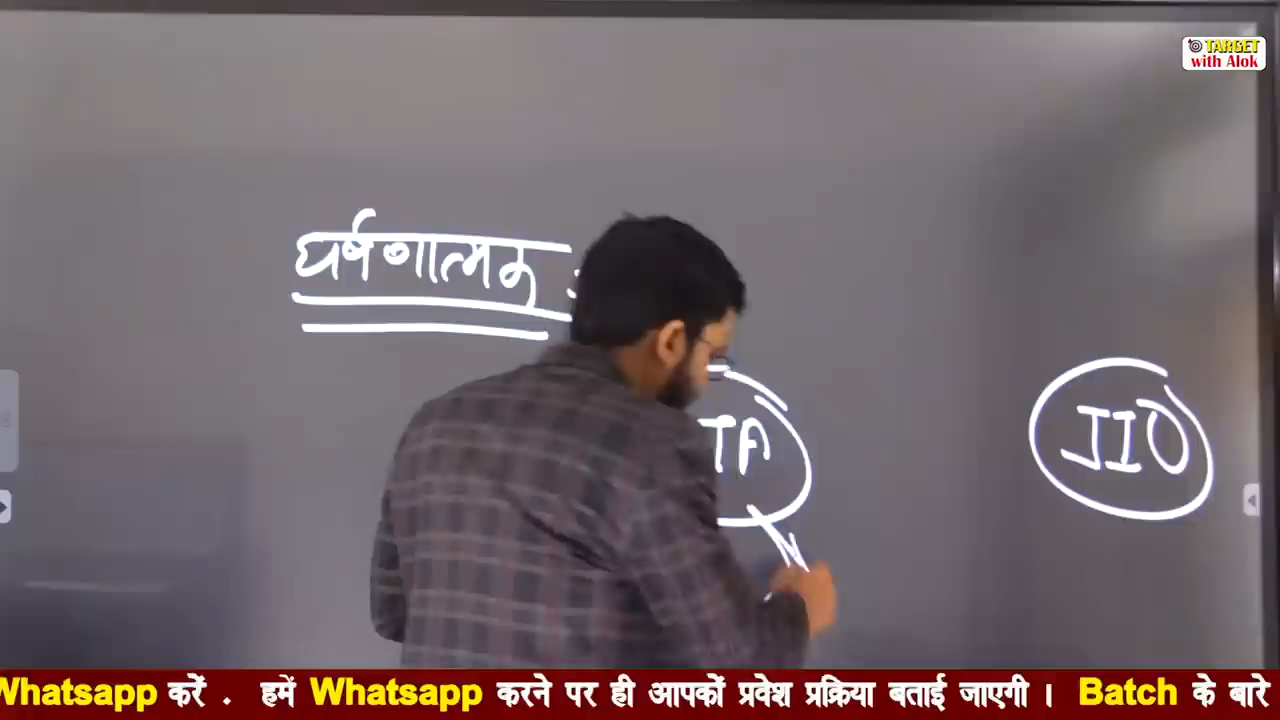 TARGET
with Alok
घर्षणात्मक :
TA
JIO
Whatsapp करें . हमें Whatsapp करने पर ही आपकों प्रवेश प्रक्रिया बताई जाएगी । Batch के बारे